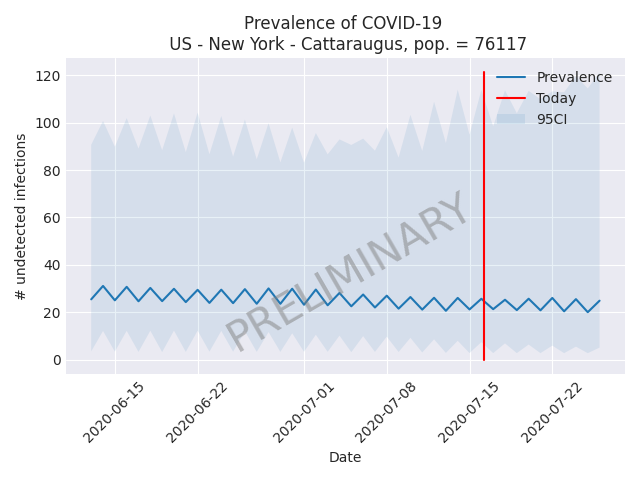 Prevalence of COVID-19
US - New York - Cattaraugus, pop. = 76117
# undetected infections
120
100
80
60
40
20
0
Prevalence
Today
95CI
PRELIMINARY
2020-06-15
2020-06-22
2020-07-01
2020-07-08
2020-07-15
2020-07-22
Date